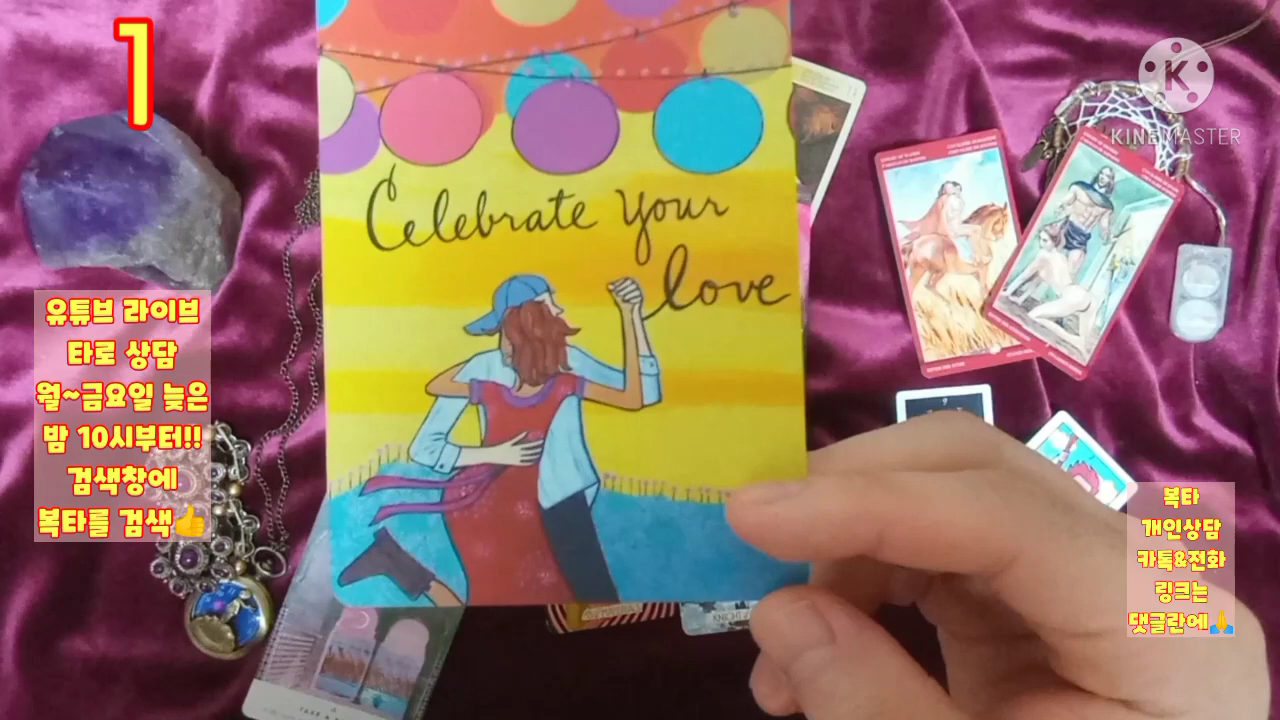 1
Celebrate Your
love
KINEMASTER
유튜브 라이브
타로 상담
월~금요일 늦은
밤 10시부터!!
검색창에
복타를 검색👍
복타
개인상담
카톡&전화
링크는
댓글란에🙏